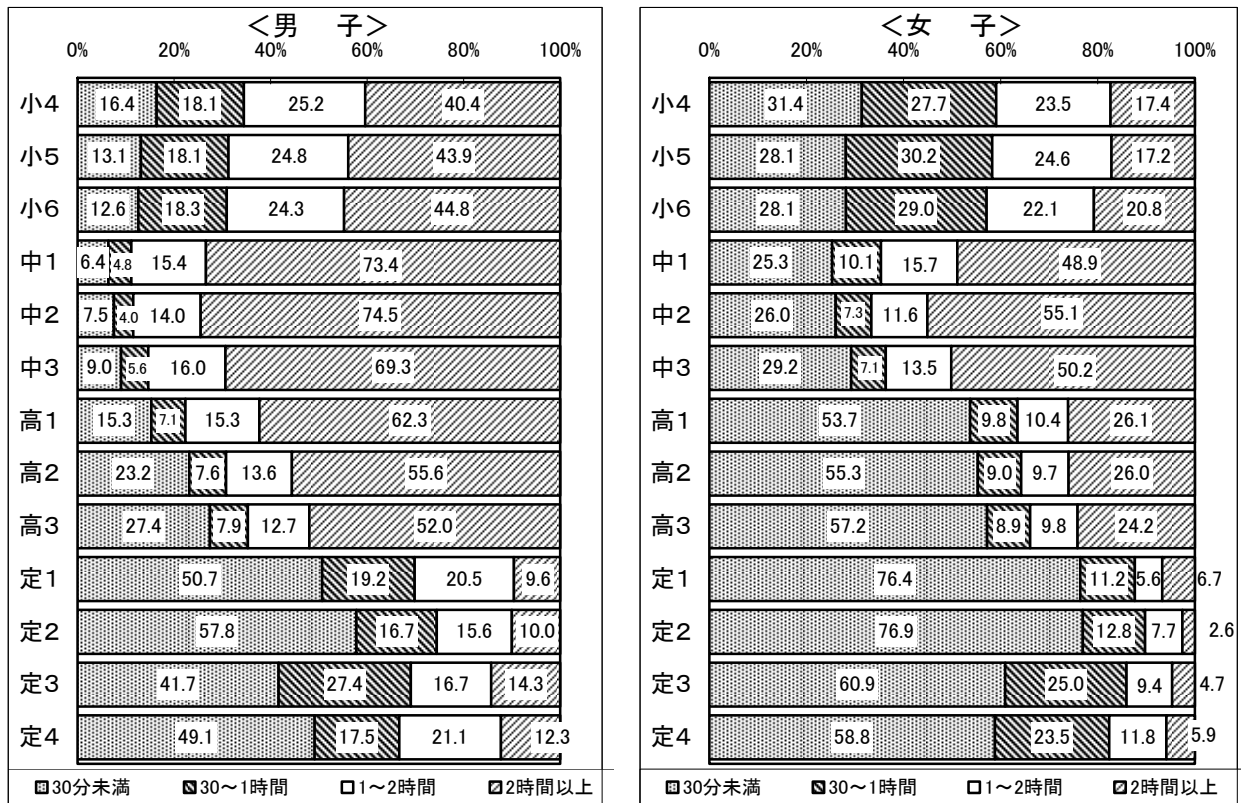 <男　子>
0% 20% 40% 60% 80% 100%
小4 16.4 18.1 25.2 40.4
小5 13.1 18.1 24.8 43.9
小6 12.6 18.3 24.3 44.8
中1 6.4 4.8 15.4 73.4
中2 7.5 4.0 14.0 74.5
中3 9.0 5.6 16.0 69.3
高1 15.3 7.1 15.3 62.3
高2 23.2 7.6 13.6 55.6
高3 27.4 7.9 12.7 52.0
定1 50.7 19.2 20.5 9.6
定2 57.8 16.7 15.6 10.0
定3 41.7 27.4 16.7 14.3
定4 49.1 17.5 21.1 12.3
30分未満 30～1時間 1～2時間 2時間以上
<女　子>
0% 20% 40% 60% 80% 100%
小4 31.4 27.7 23.5 17.4
小5 28.1 30.2 24.6 17.2
小6 28.1 29.0 22.1 20.8
中1 25.3 10.1 15.7 48.9
中2 26.0 7.3 11.6 55.1
中3 29.2 7.1 13.5 50.2
高1 53.7 9.8 10.4 26.1
高2 55.3 9.0 9.7 26.0
高3 57.2 8.9 9.8 24.2
定1 76.4 11.2 5.6 6.7
定2 76.9 12.8 7.7 2.6
定3 60.9 25.0 9.4 4.7
定4 58.8 23.5 11.8 5.9
30分未満 30～1時間 1～2時間 2時間以上